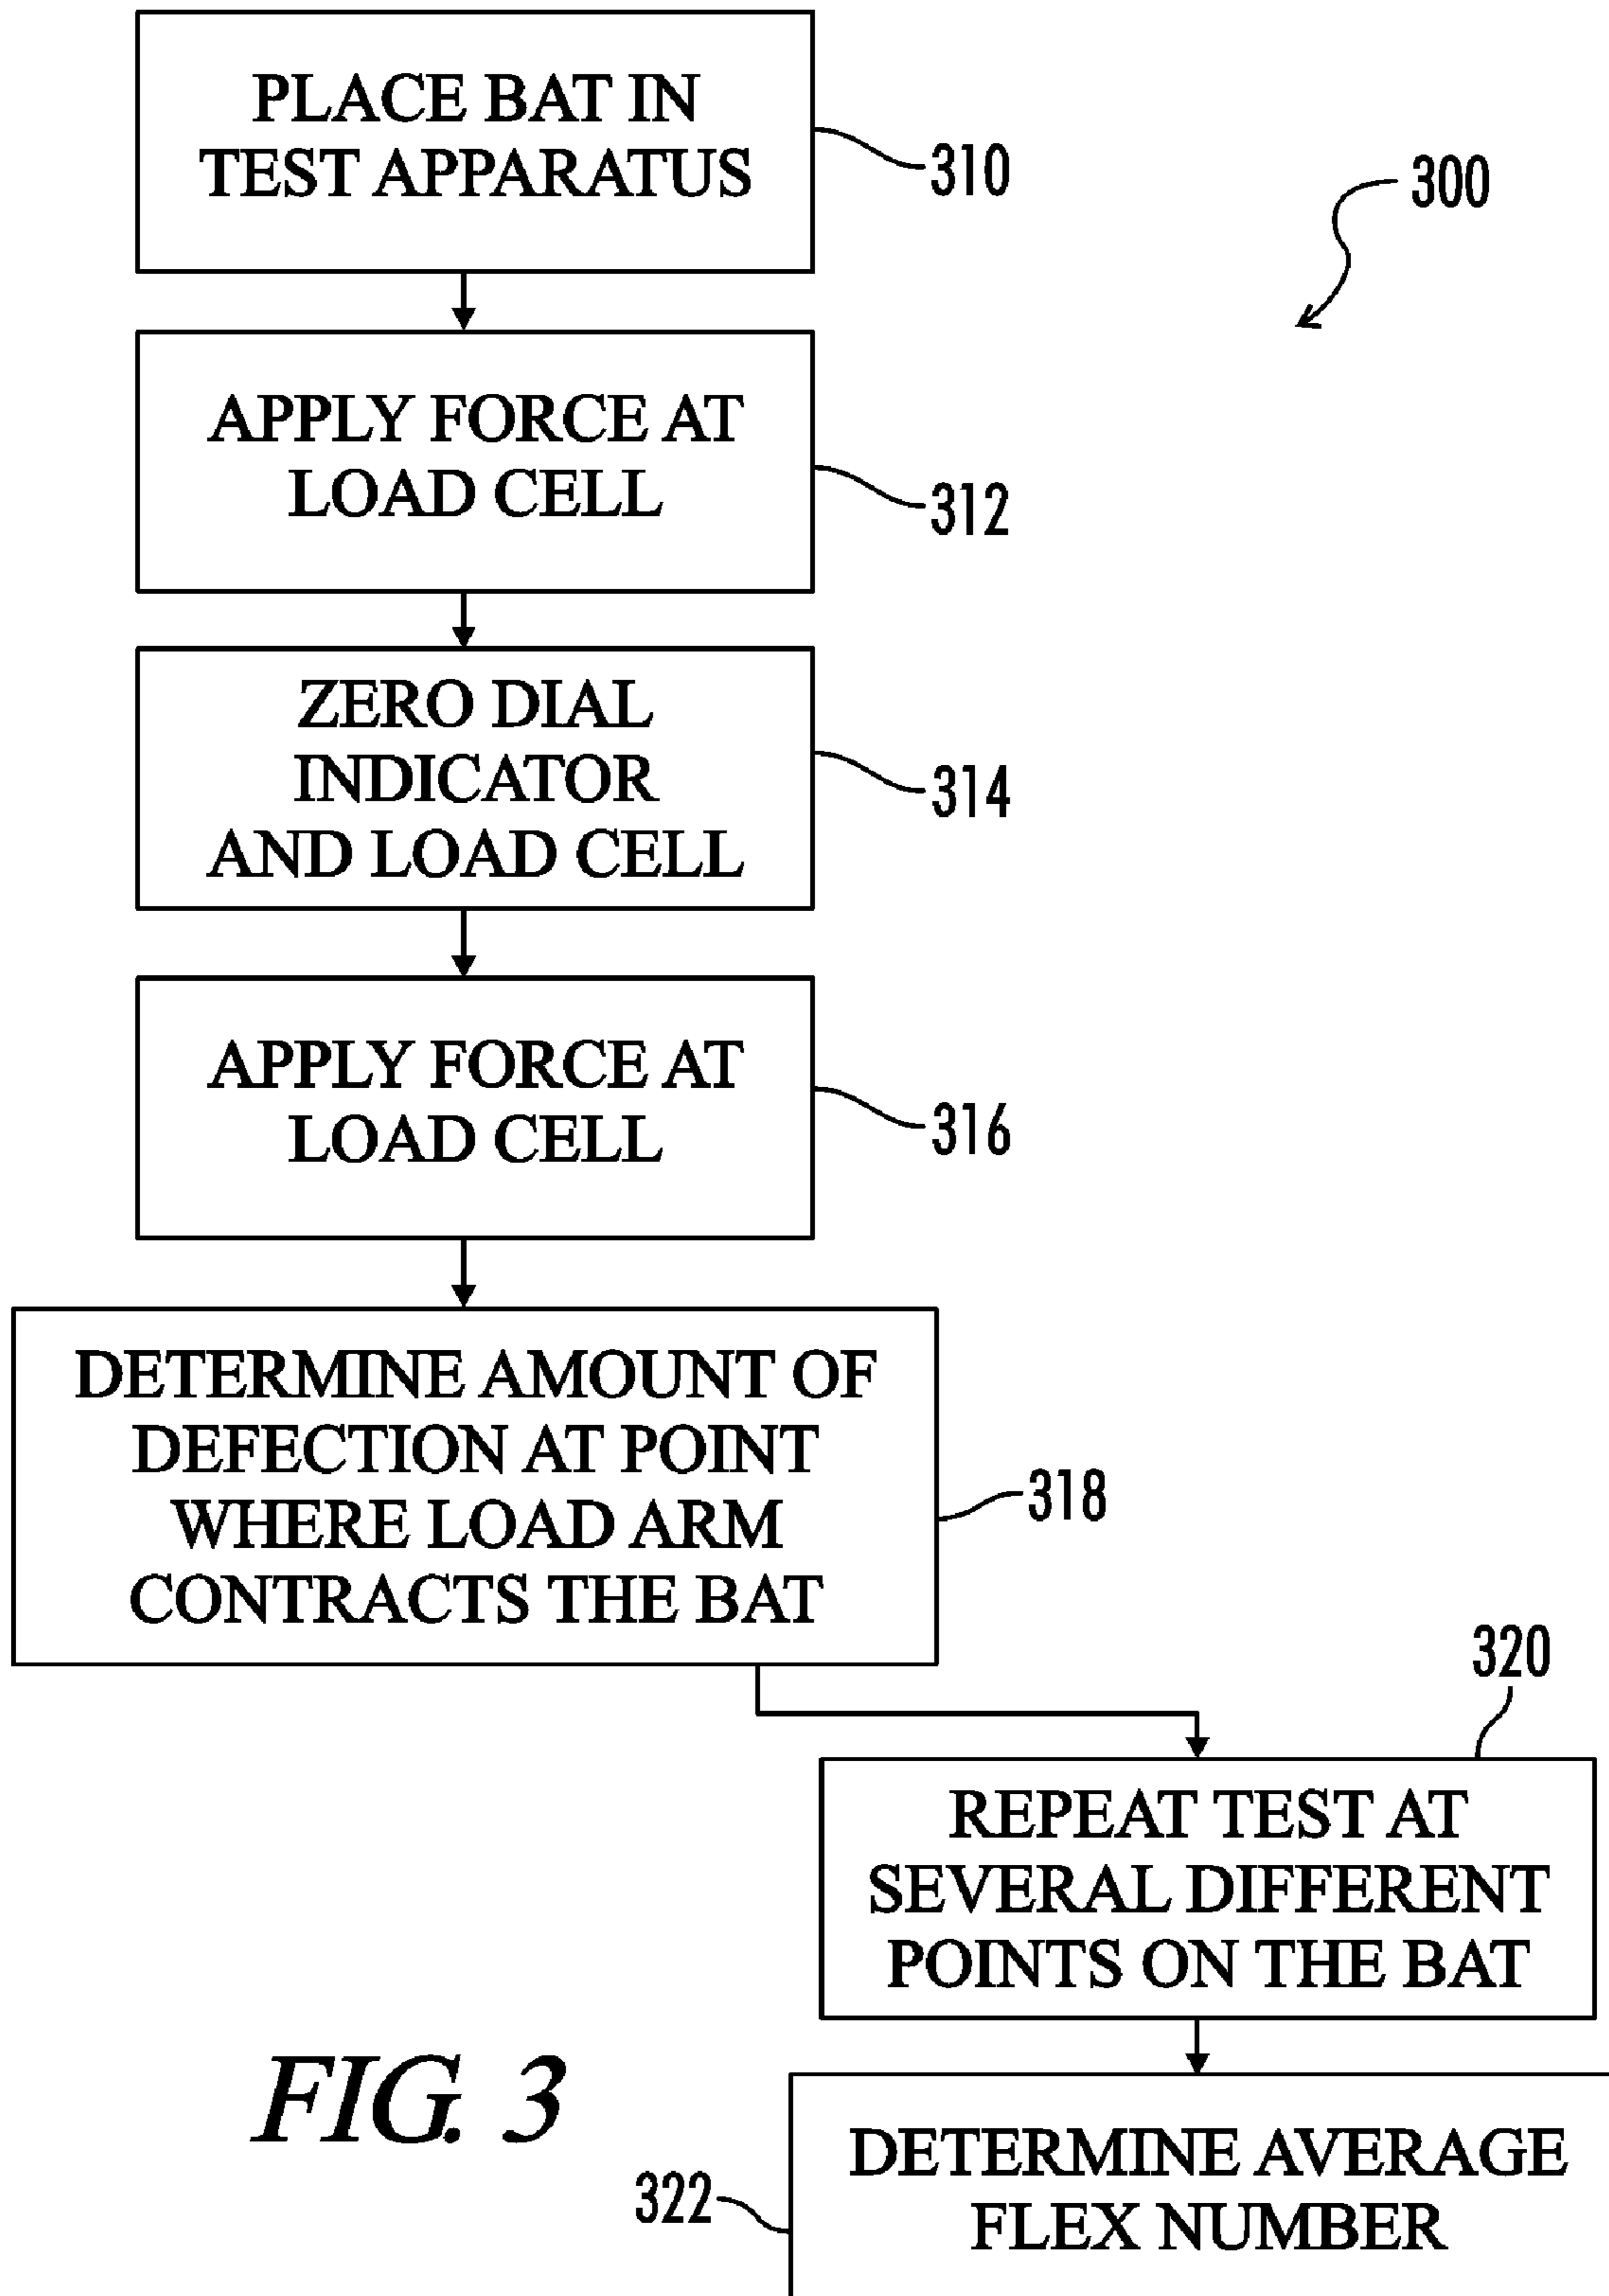 PLACE BAT IN
TEST APPARATUS
310
300
APPLY FORCE AT
LOAD CELL
312
ZERO DIAL
INDICATOR
AND LOAD CELL
314
APPLY FORCE AT
LOAD CELL
316
DETERMINE AMOUNT OF
DEFECTION AT POINT
WHERE LOAD ARM
CONTRACTS THE BAT
318
320
REPEAT TEST AT
SEVERAL DIFFERENT
POINTS ON THE BAT
FIG. 3
322
DETERMINE AVERAGE
FLEX NUMBER